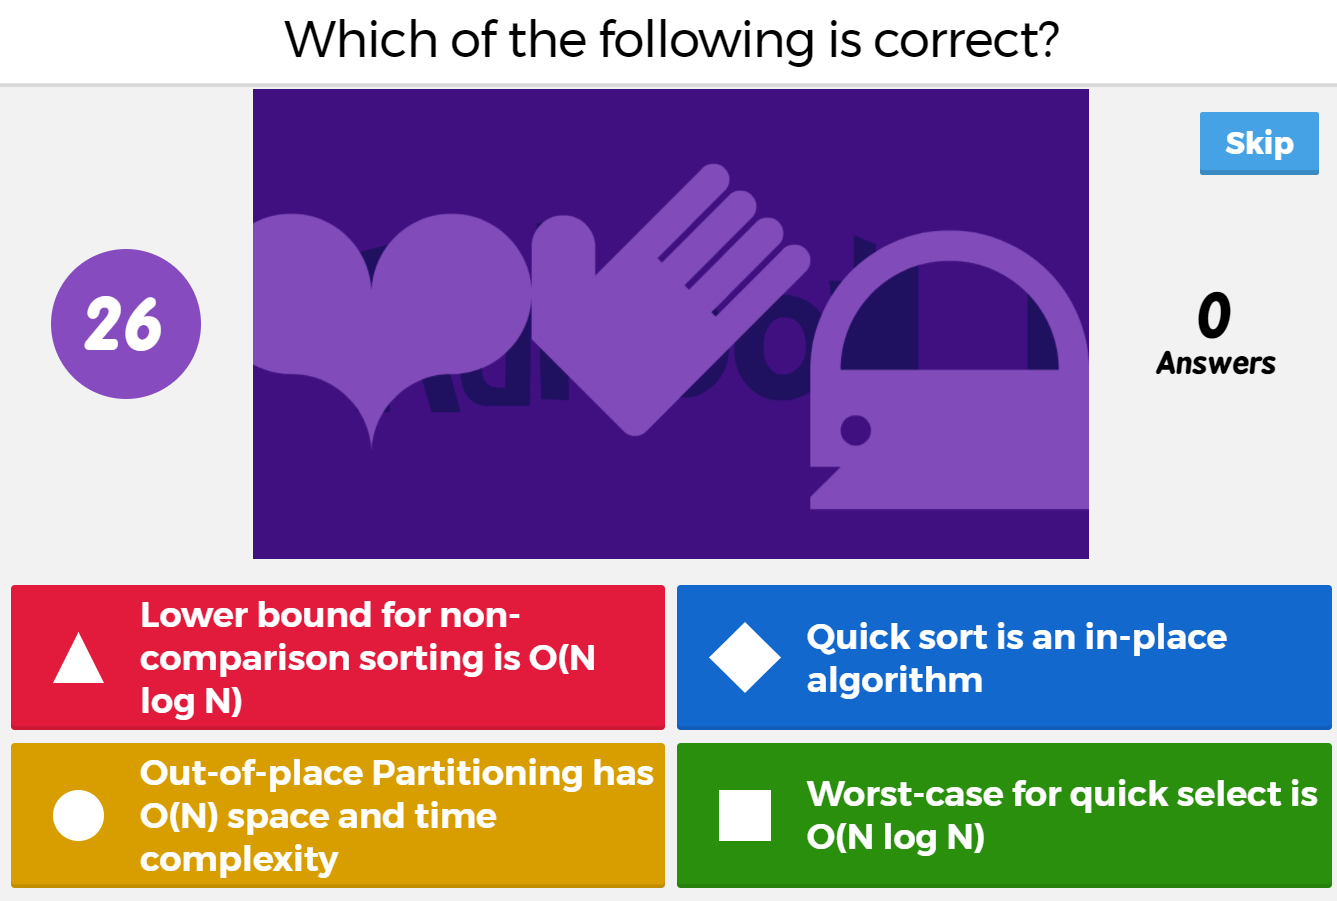 Which of the following is correct?
Skip
26
0
Answers
Lower bound for non-
comparison sorting is O(N
log N)
Quick sort is an in-place
algorithm
Out-of-place Partitioning has
O(N) space and time
complexity
Worst-case for quick select is
O(N log N)